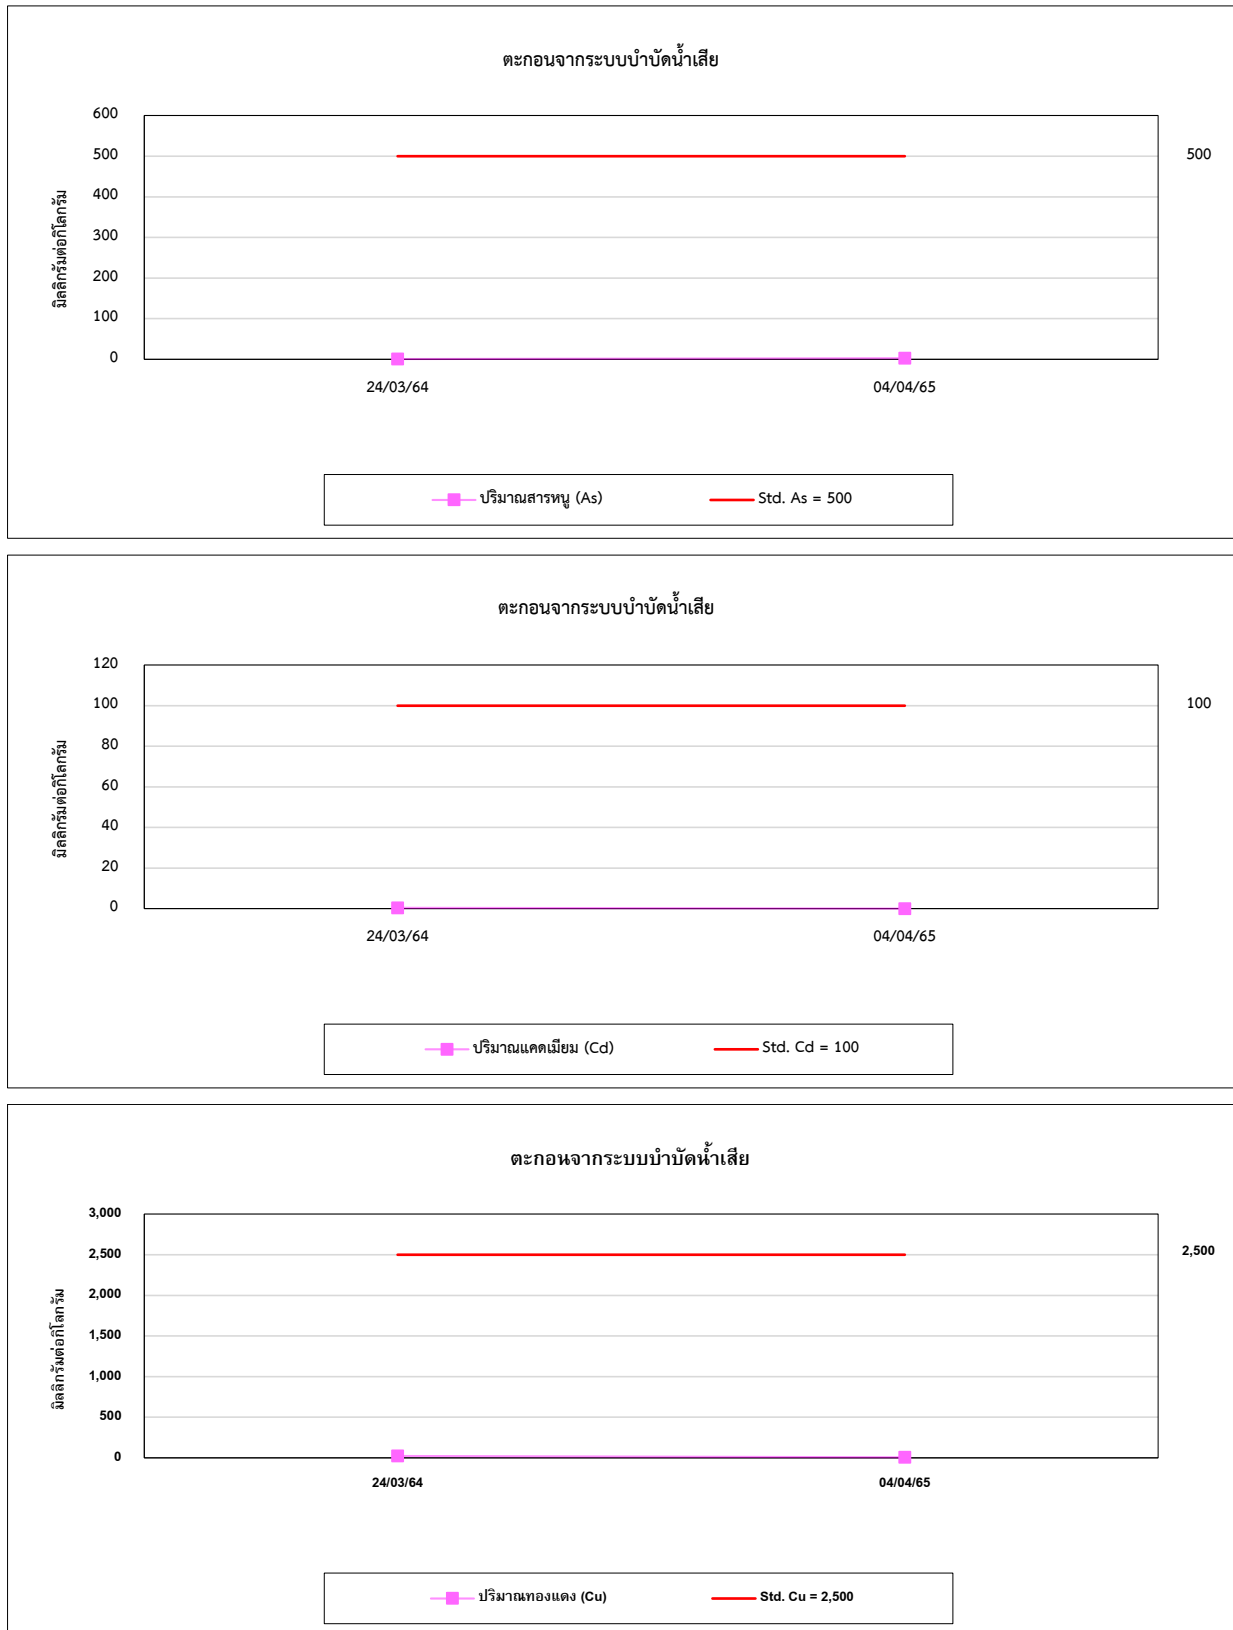 ตะกอนจากระบบบำบัดน้ำเสีย
600
500
400
300
200
100
0
500
มิลลิกรัมต่อกิโลกรัม
24/03/64
04/04/65
ปริมาณสารหนู (As)
Std. As = 500
ตะกอนจากระบบบำบัดน้ำเสีย
120
100
80
60
40
20
0
100
มิลลิกรัมต่อกิโลกรัม
24/03/64
04/04/65
ปริมาณแคดเมียม (Cd)
Std. Cd = 100
ตะกอนจากระบบบำบัดน้ำเสีย
3,000
2,500
2,000
1,500
1,000
500
0
2,500
มิลลิกรัมต่อกิโลกรัม
24/03/64
04/04/65
ปริมาณทองแดง (Cu)
Std. Cu = 2,500